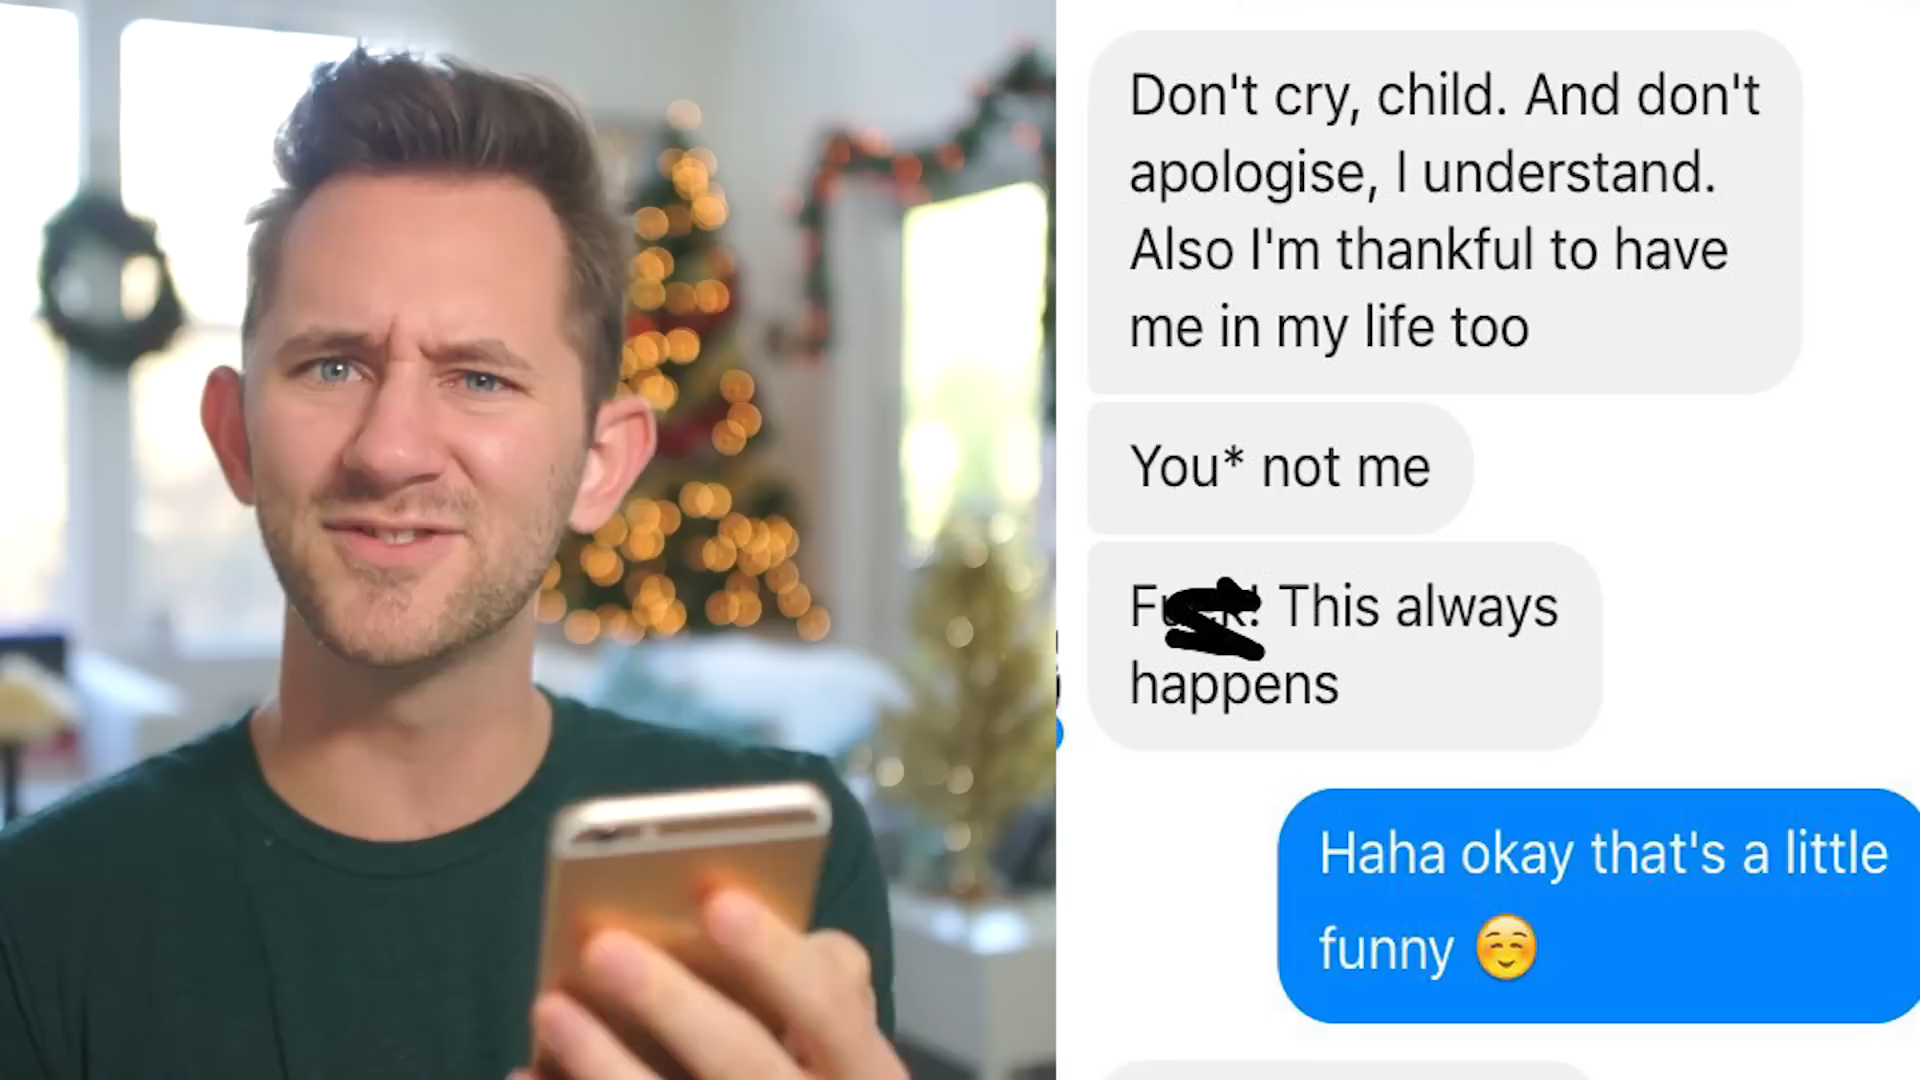 Don't cry, child. And don't
apologise, I understand.
Also I'm thankful to have
me in my life too
You* not me
This always
happens
Haha okay that's a little
funny ☺️